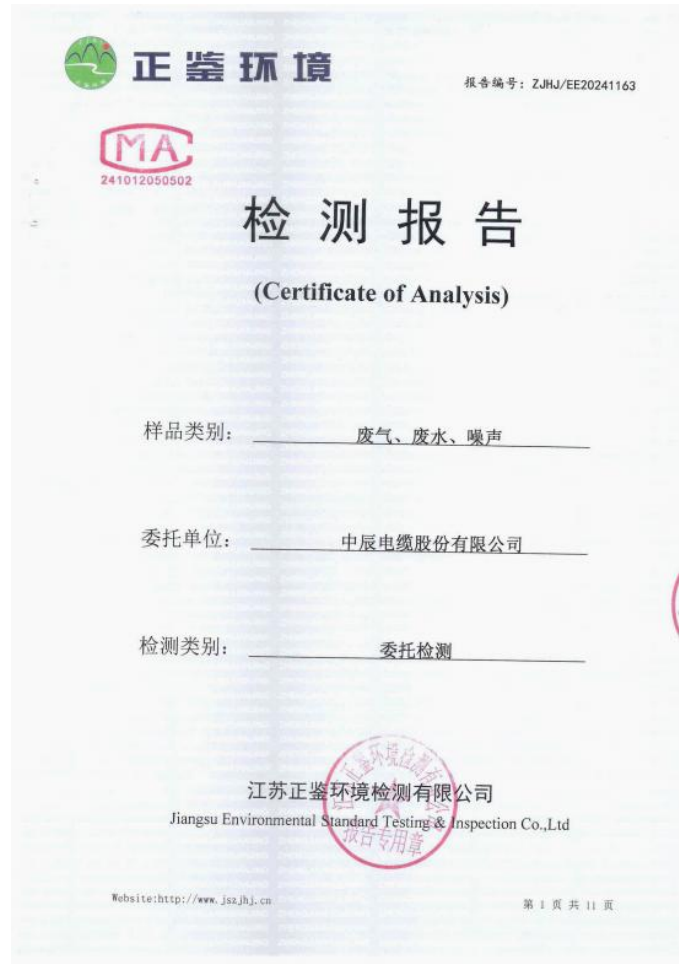 正鉴环境
报告编号：ZJHJ/EE20241163
MA
241012050502
检测报告
(Certificate of Analysis)
样品类别： 废气、废水、噪声
委托单位： 中辰电缆股份有限公司
检测类别： 委托检测
江苏正鉴环境检测有限公司
Jiangsu Environmental Standard Testing & Inspection Co.,Ltd
报告专用章
Website:http://www.jszjhj.cn
第 1 页 共 11 页